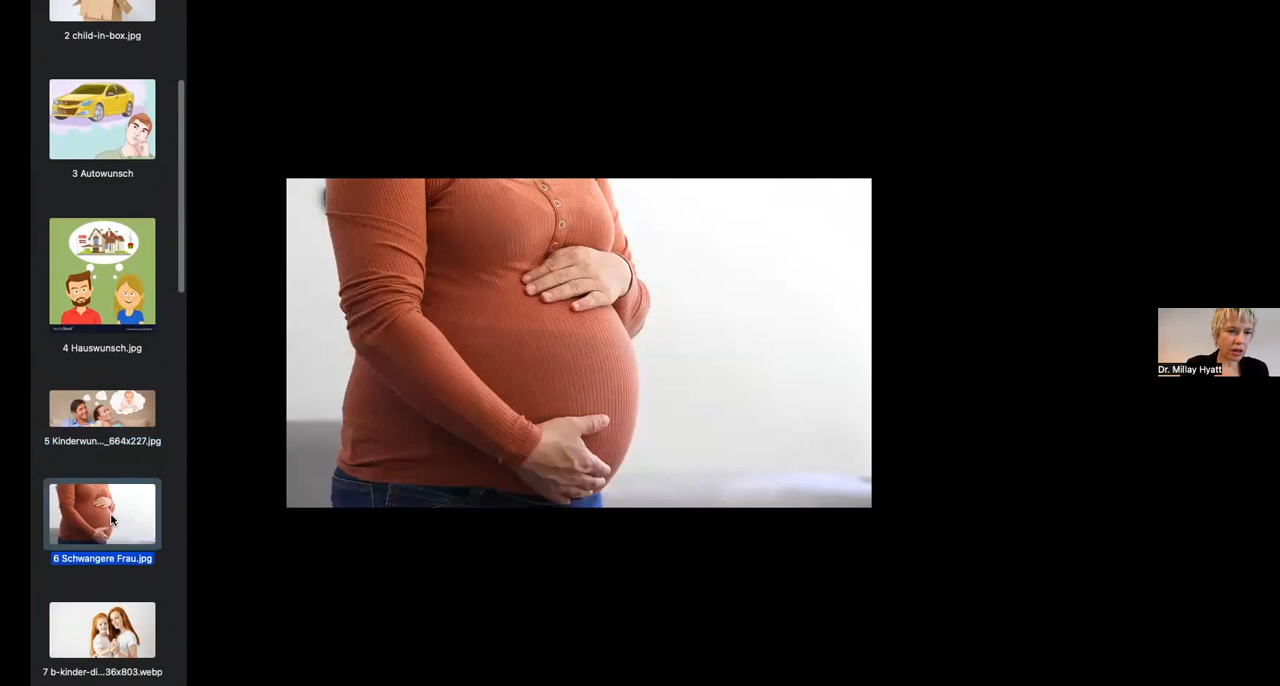 2 child-in-box.jpg
3 Autowunsch
4 Hauswunsch.jpg
5 Kinderwun..._664x227.jpg
6 Schwangere Frau.jpg
7 b-kinder-di...36x803.webp
Dr. Millay Hyatt